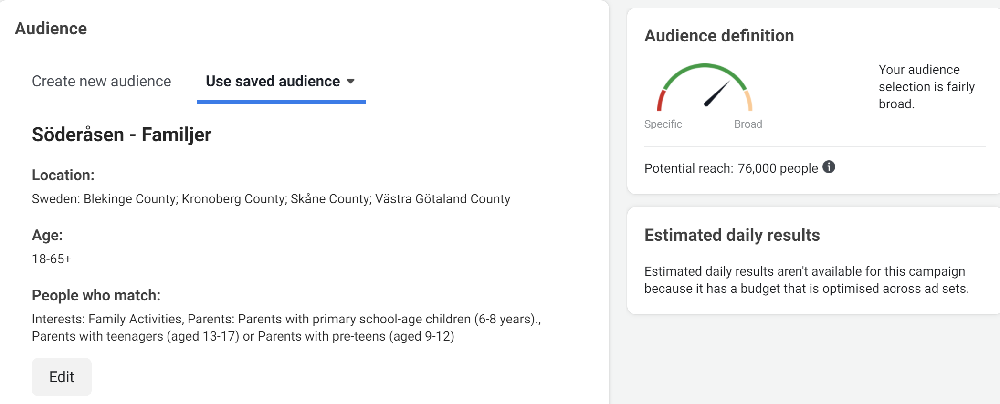 Audience
Create new audience
Use saved audience
Söderåsen - Familjer
Location:
Sweden: Blekinge County; Kronoberg County; Skåne County; Västra Götaland County
Age:
18-65+
People who match:
Interests: Family Activities, Parents: Parents with primary school-age children (6-8 years).,
Parents with teenagers (aged 13-17) or Parents with pre-teens (aged 9-12)
Edit
Audience definition
Your audience
selection is fairly
broad.
Specific
Broad
Potential reach: 76,000 people
Estimated daily results
Estimated daily results aren't available for this campaign
because it has a budget that is optimised across ad sets.